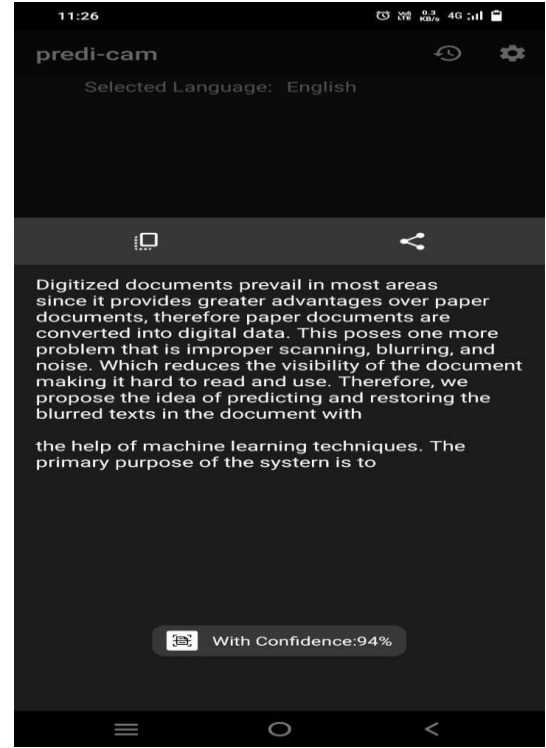 11:26
Vo) LTE 0.3 KB/s 4G
predi-cam
Selected Language: English
Digitized documents prevail in most areas
since it provides greater advantages over paper
documents, therefore paper documents are
converted into digital data. This poses one more
problem that is improper scanning, blurring, and
noise. Which reduces the visibility of the document
making it hard to read and use. Therefore, we
propose the idea of predicting and restoring the
blurred texts in the document with
the help of machine learning techniques. The
primary purpose of the systern is to
With Confidence:94%